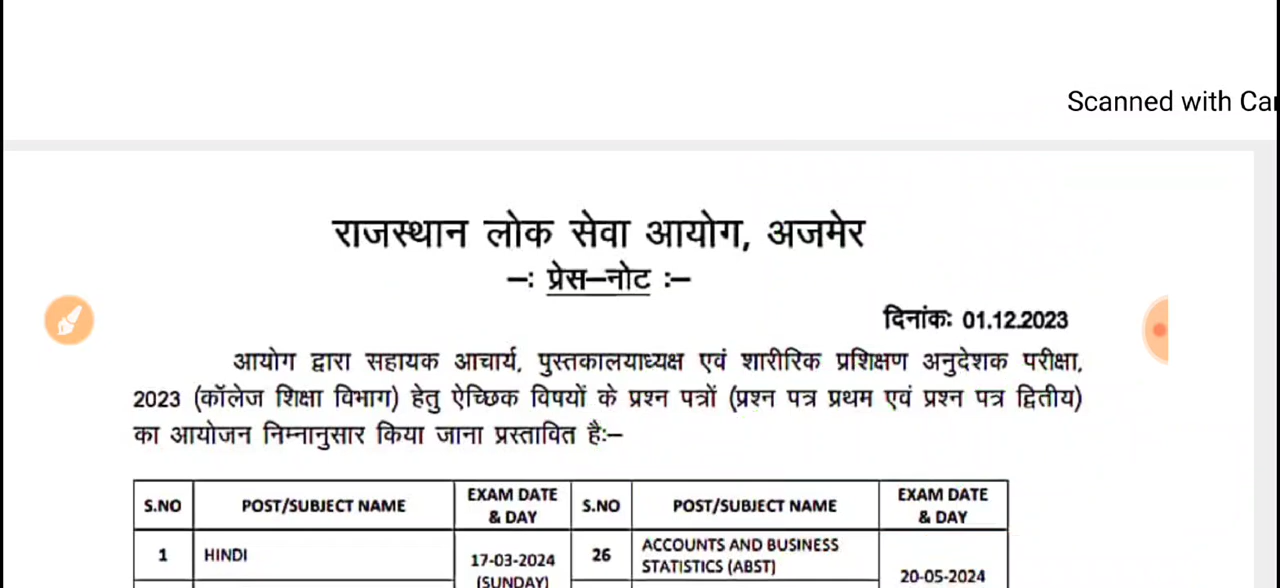 Scanned with Ca
राजस्थान लोक सेवा आयोग, अजमेर
–: प्रेस–नोट :–
दिनांक: 01.12.2023
आयोग द्वारा सहायक आचार्य, पुस्तकालयाध्यक्ष एवं शारीरिक प्रशिक्षण अनुदेशक परीक्षा,
2023 (कॉलेज शिक्षा विभाग) हेतु ऐच्छिक विषयों के प्रश्न पत्रों (प्रश्न पत्र प्रथम एवं प्रश्न पत्र द्वितीय)
का आयोजन निम्नानुसार किया जाना प्रस्तावित है:–
S.NO POST/SUBJECT NAME EXAM DATE & DAY S.NO POST/SUBJECT NAME EXAM DATE & DAY
1 HINDI 17-03-2024 (SUNDAY) 26 ACCOUNTS AND BUSINESS STATISTICS (ABST) 20-05-2024